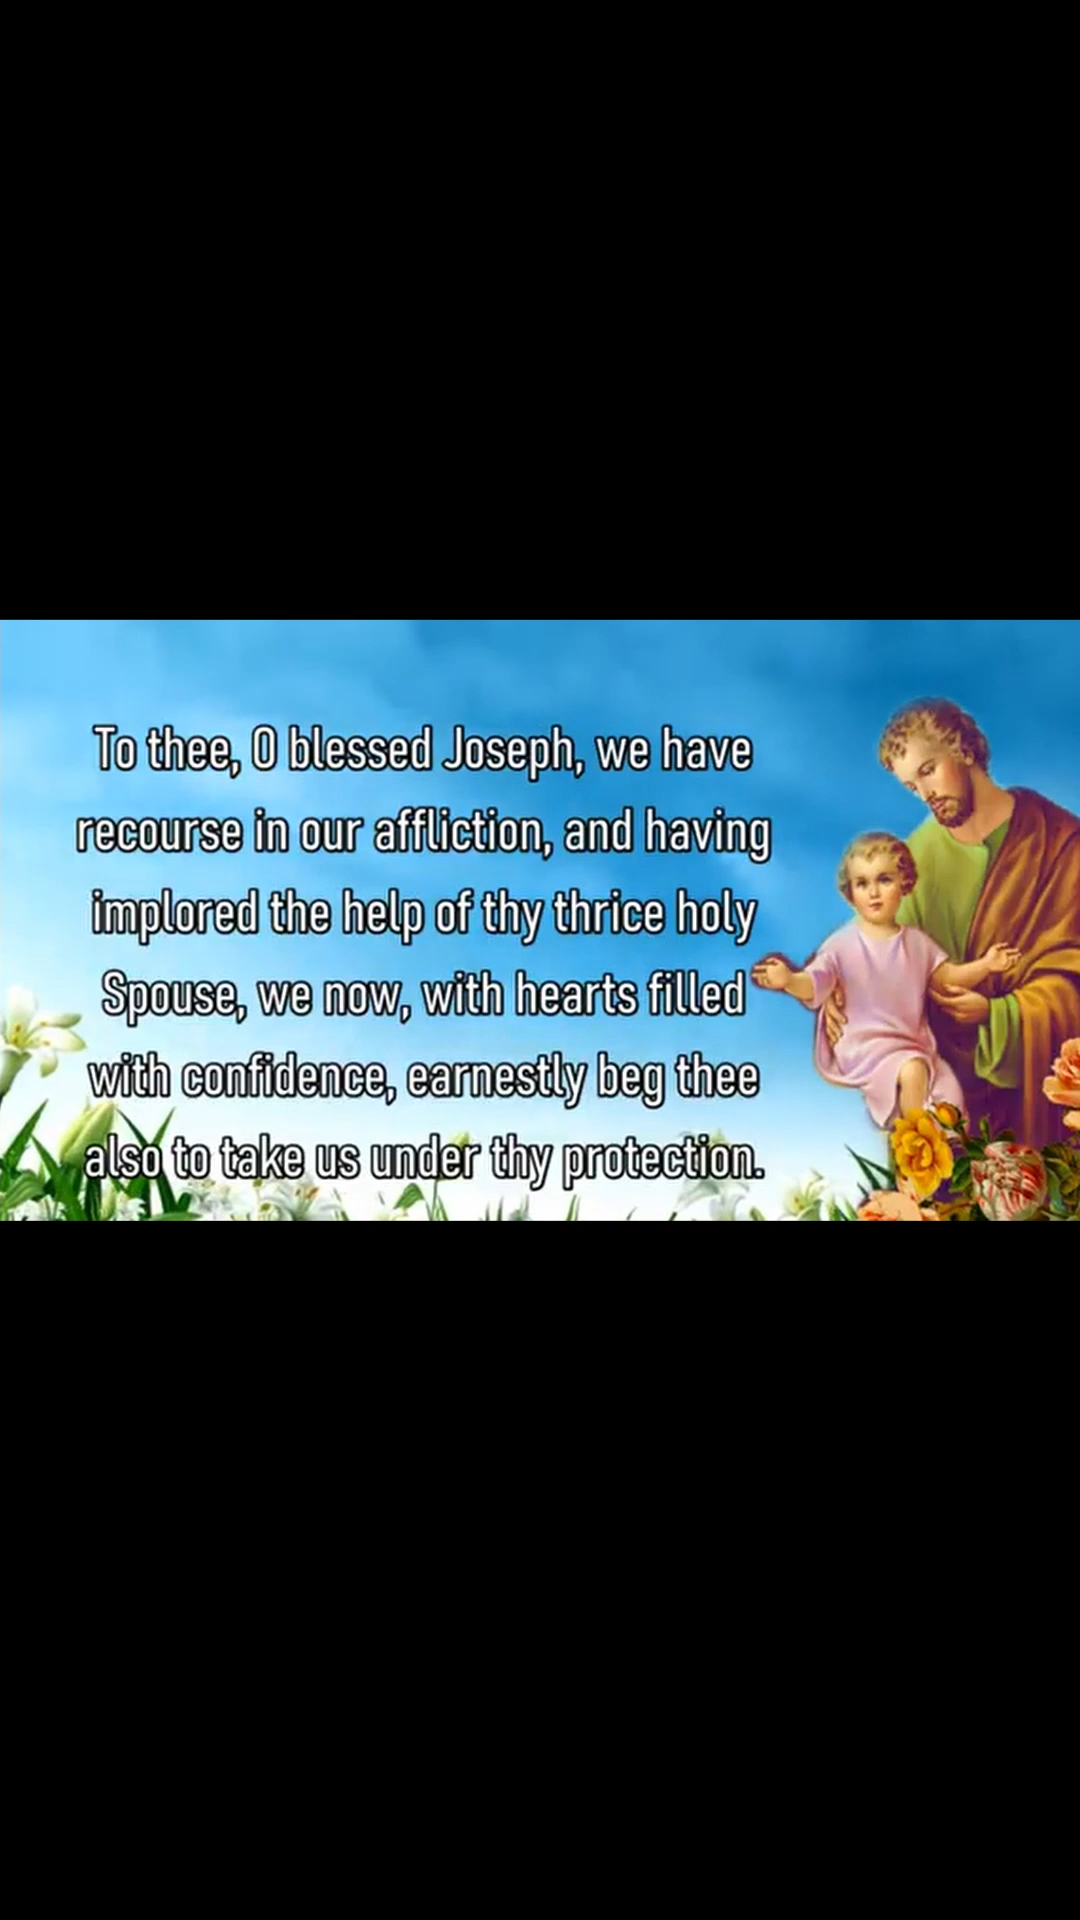 To thee, O blessed Joseph, we have
recourse in our affliction, and having
implored the help of thy thrice holy
Spouse, we now, with hearts filled
with confidence, earnestly beg thee
also to take us under thy protection.